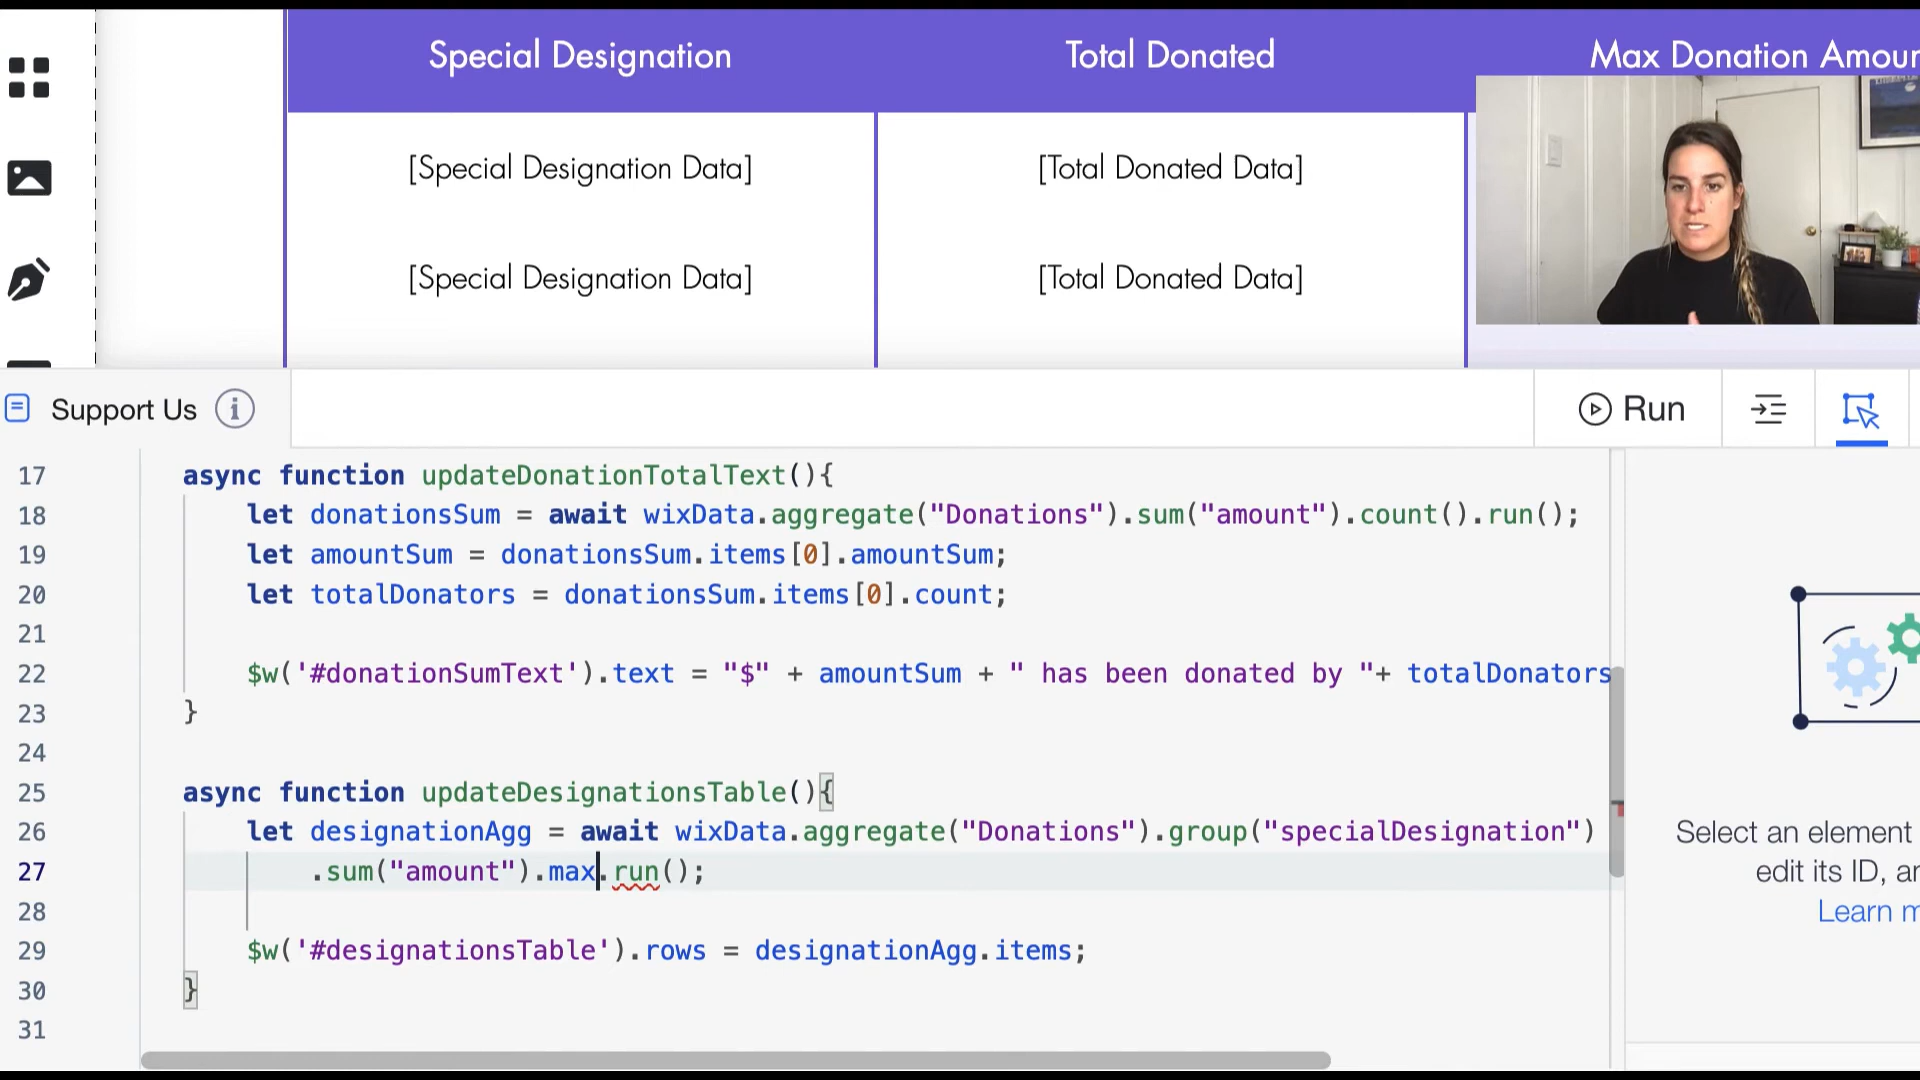 Special Designation
Total Donated
Max Donation Amour
[Special Designation Data]
[Total Donated Data]
[Special Designation Data]
[Total Donated Data]
Support Us
Run
17 async function updateDonationTotalText(){
18 let donationsSum = await wixData.aggregate("Donations").sum("amount").count().run();
19 let amountSum = donationsSum.items[0].amountSum;
20 let totalDonators = donationsSum.items[0].count;
21
22 $w('#donationSumText').text = "$" + amountSum + " has been donated by "+ totalDonators
23 }
24
25 async function updateDesignationsTable(){
26 let designationAgg = await wixData.aggregate("Donations").group("specialDesignation")
27 .sum("amount").max.run();
28
29 $w('#designationsTable').rows = designationAgg.items;
30 }
31
Select an element
edit its ID, ar
Learn m